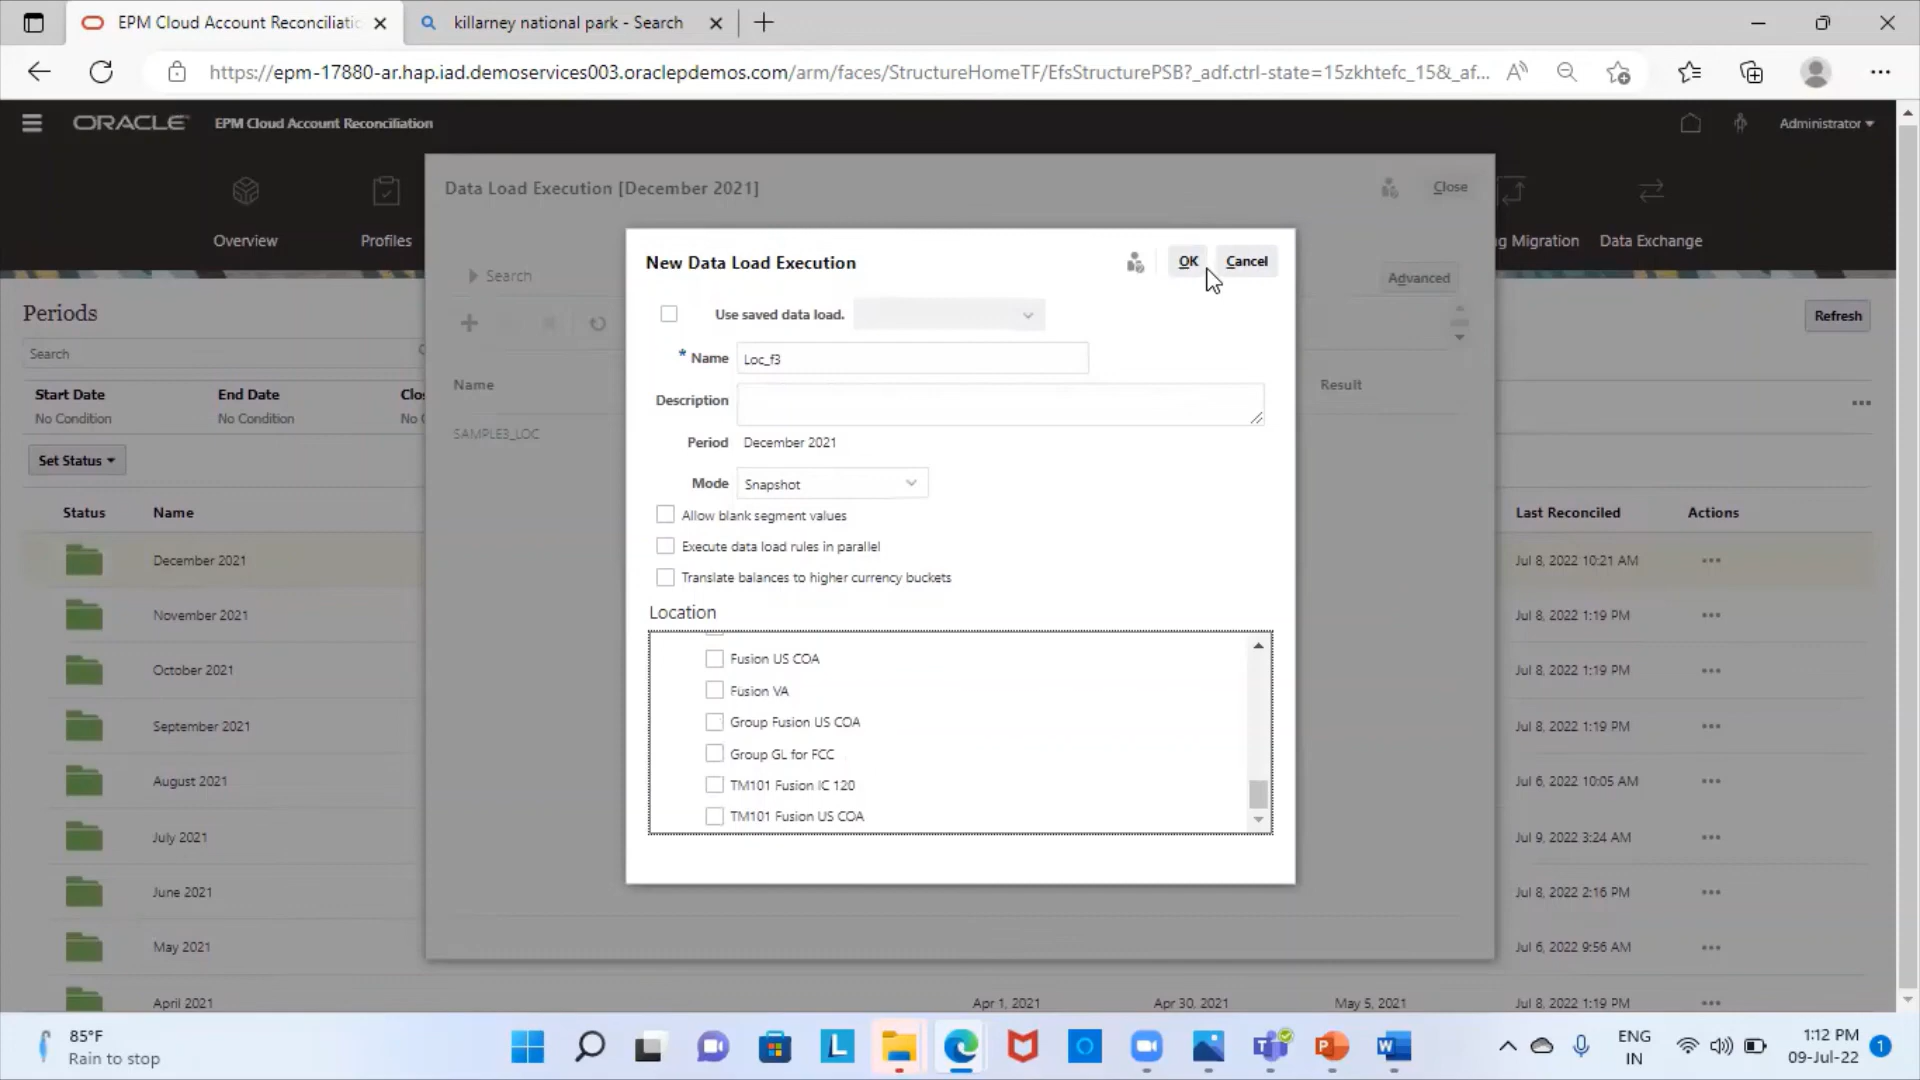 EPM Cloud Account Reconciliatic
killarney national park - Search
https://epm-17880-ar.hap.iad.demoservices003.oraclepdemos.com/arm/faces/StructureHomeTF/EfsStructurePSB?_adf.ctrl-state=15zkhtefc_15&_af...
ORACLE EPM Cloud Account Reconciliation
Administrator
Data Load Execution [December 2021]
Close
Overview
Profiles
g Migration
Data Exchange
New Data Load Execution
OK
Cancel
Search
Advanced
Periods
Refresh
Use saved data load.
Search
* Name Loc_f3
Name
Result
Start Date
End Date
Clo
Description
No Condition
No Condition
No
SAMPLE3_LOC
Period December 2021
Set Status
Mode Snapshot
Status
Name
Allow blank segment values
Last Reconciled
Actions
Execute data load rules in parallel
December 2021
Jul 8, 2022 10:21 AM
Translate balances to higher currency buckets
Location
November 2021
Jul 8, 2022 1:19 PM
Fusion US COA
October 2021
Jul 8, 2022 1:19 PM
Fusion VA
Group Fusion US COA
September 2021
Jul 8, 2022 1:19 PM
Group GL for FCC
August 2021
Jul 6, 2022 10:05 AM
TM101 Fusion IC 120
TM101 Fusion US COA
July 2021
Jul 9, 2022 3:24 AM
June 2021
Jul 8, 2022 2:16 PM
May 2021
Jul 6, 2022 9:56 AM
April 2021
Apr 1, 2021
Apr 30, 2021
May 5, 2021
Jul 8, 2022 1:19 PM
85°F
Rain to stop
ENG
IN
1:12 PM
09-Jul-22
1